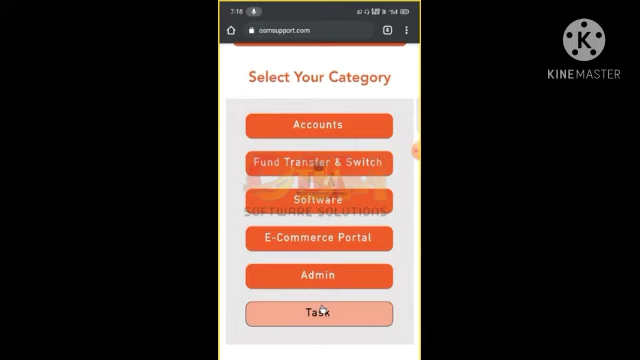 7:18
osmsupport.com
8
K
KINEMASTER
Select Your Category
Accounts
Fund Transfer & Switch
Software
SOFTWARE SOLUTIONS
E-Commerce Portal
Admin
Task